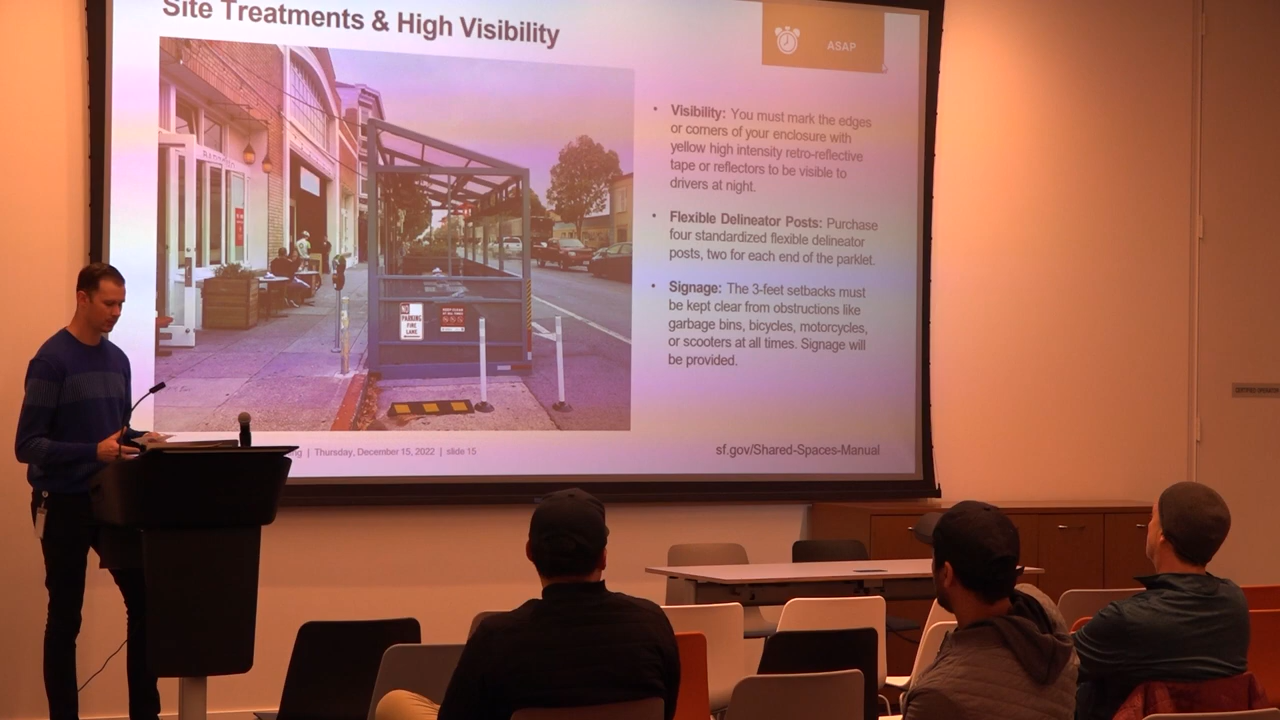 Site Treatments & High Visibility
ASAP
• Visibility: You must mark the edges
or corners of your enclosure with
yellow high intensity retro-reflective
tape or reflectors to be visible to
drivers at night.
• Flexible Delineator Posts: Purchase
four standardized flexible delineator
posts, two for each end of the parklet.
• Signage: The 3-feet setbacks must
be kept clear from obstructions like
garbage bins, bicycles, motorcycles,
or scooters at all times. Signage will
be provided.
NO
PARKING
FIRE
LANE
| Thursday, December 15, 2022 | slide 15
sf.gov/Shared-Spaces-Manual